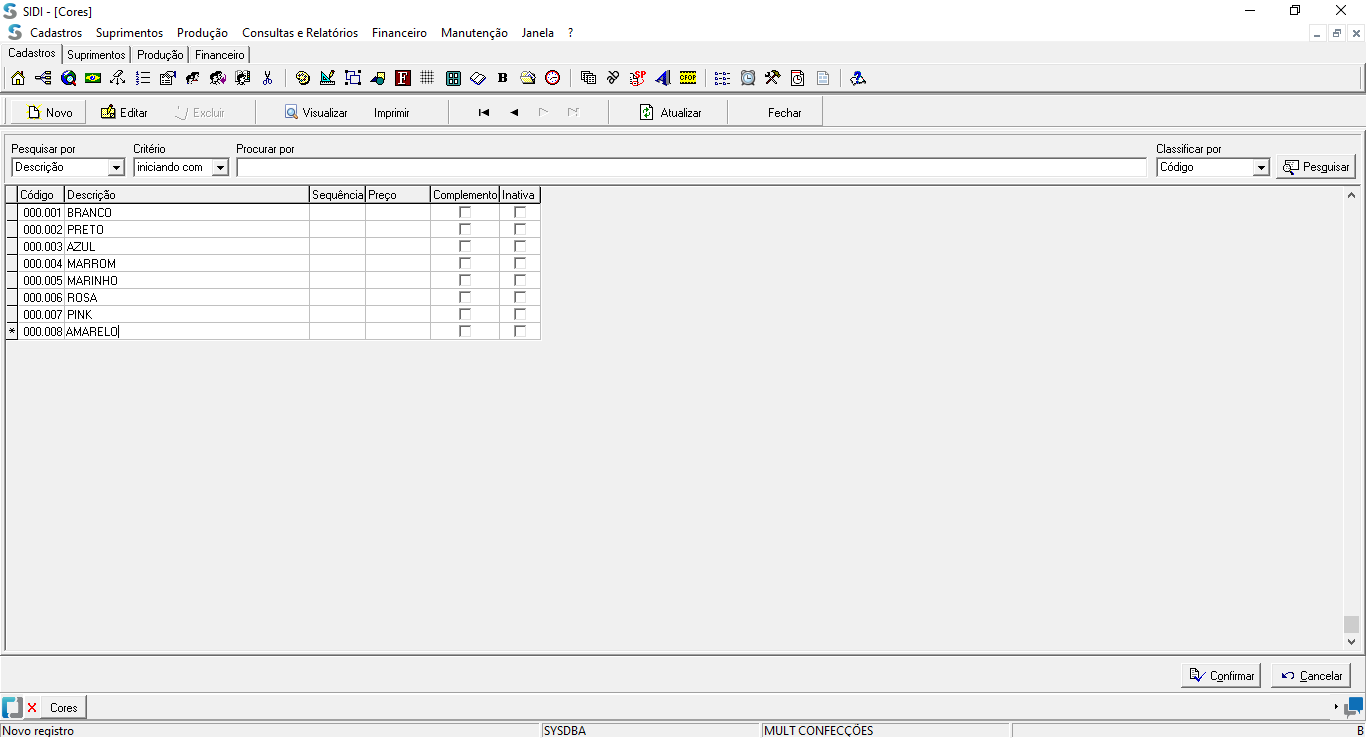 SIDI - [Cores]
Cadastros Suprimentos Produção Consultas e Relatórios Financeiro Manutenção Janela ?
Cadastros Suprimentos Produção Financeiro
F B SP CFOP
Novo Editar Excluir Visualizar Imprimir Atualizar Fechar
Pesquisar por Critério Procurar por Classificar por
Descrição iniciando com Código Pesquisar
Código Descrição Sequência Preço Complemento Inativa
000.001 BRANCO
000.002 PRETO
000.003 AZUL
000.004 MARROM
000.005 MARINHO
000.006 ROSA
000.007 PINK
* 000.008 AMARELO
Confirmar Cancelar
Cores
Novo registro SYSDBA MULT CONFECÇÕES B